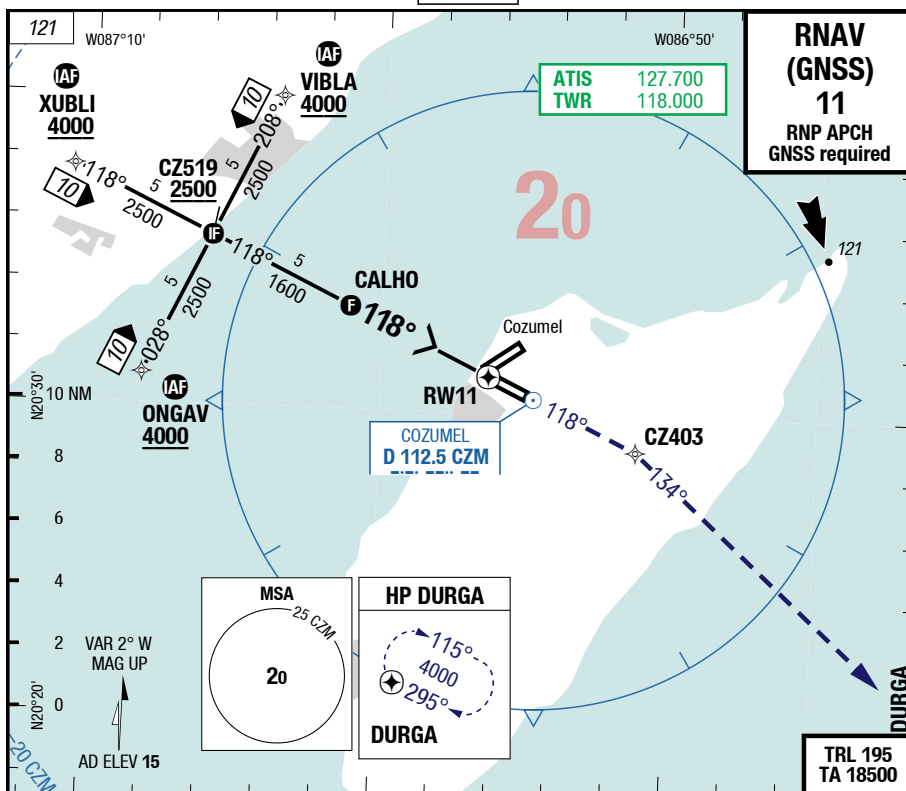 121
W087°10'
W086°50'
RNAV
(GNSS)
11
RNP APCH
GNSS required
ATIS 127.700
TWR 118.000
IAF
XUBLI
4000
IAF
VIBLA
4000
10
208°
5
2500
CZ519
2500
10
118°
5
2500
IF
20
121
118°
5
1600
CALHO
F
118°
5
2500
10
028°
IAF
ONGAV
4000
Cozumel
RW11
N20°30'
10 NM
8
6
4
2
0
COZUMEL
D 112.5 CZM
118°
CZ403
134°
DURGA
MSA
25 CZM
20
HP DURGA
115°
4000
295°
DURGA
VAR 2° W
MAG UP
N20°20'
AD ELEV 15
20 CZM
TRL 195
TA 18500